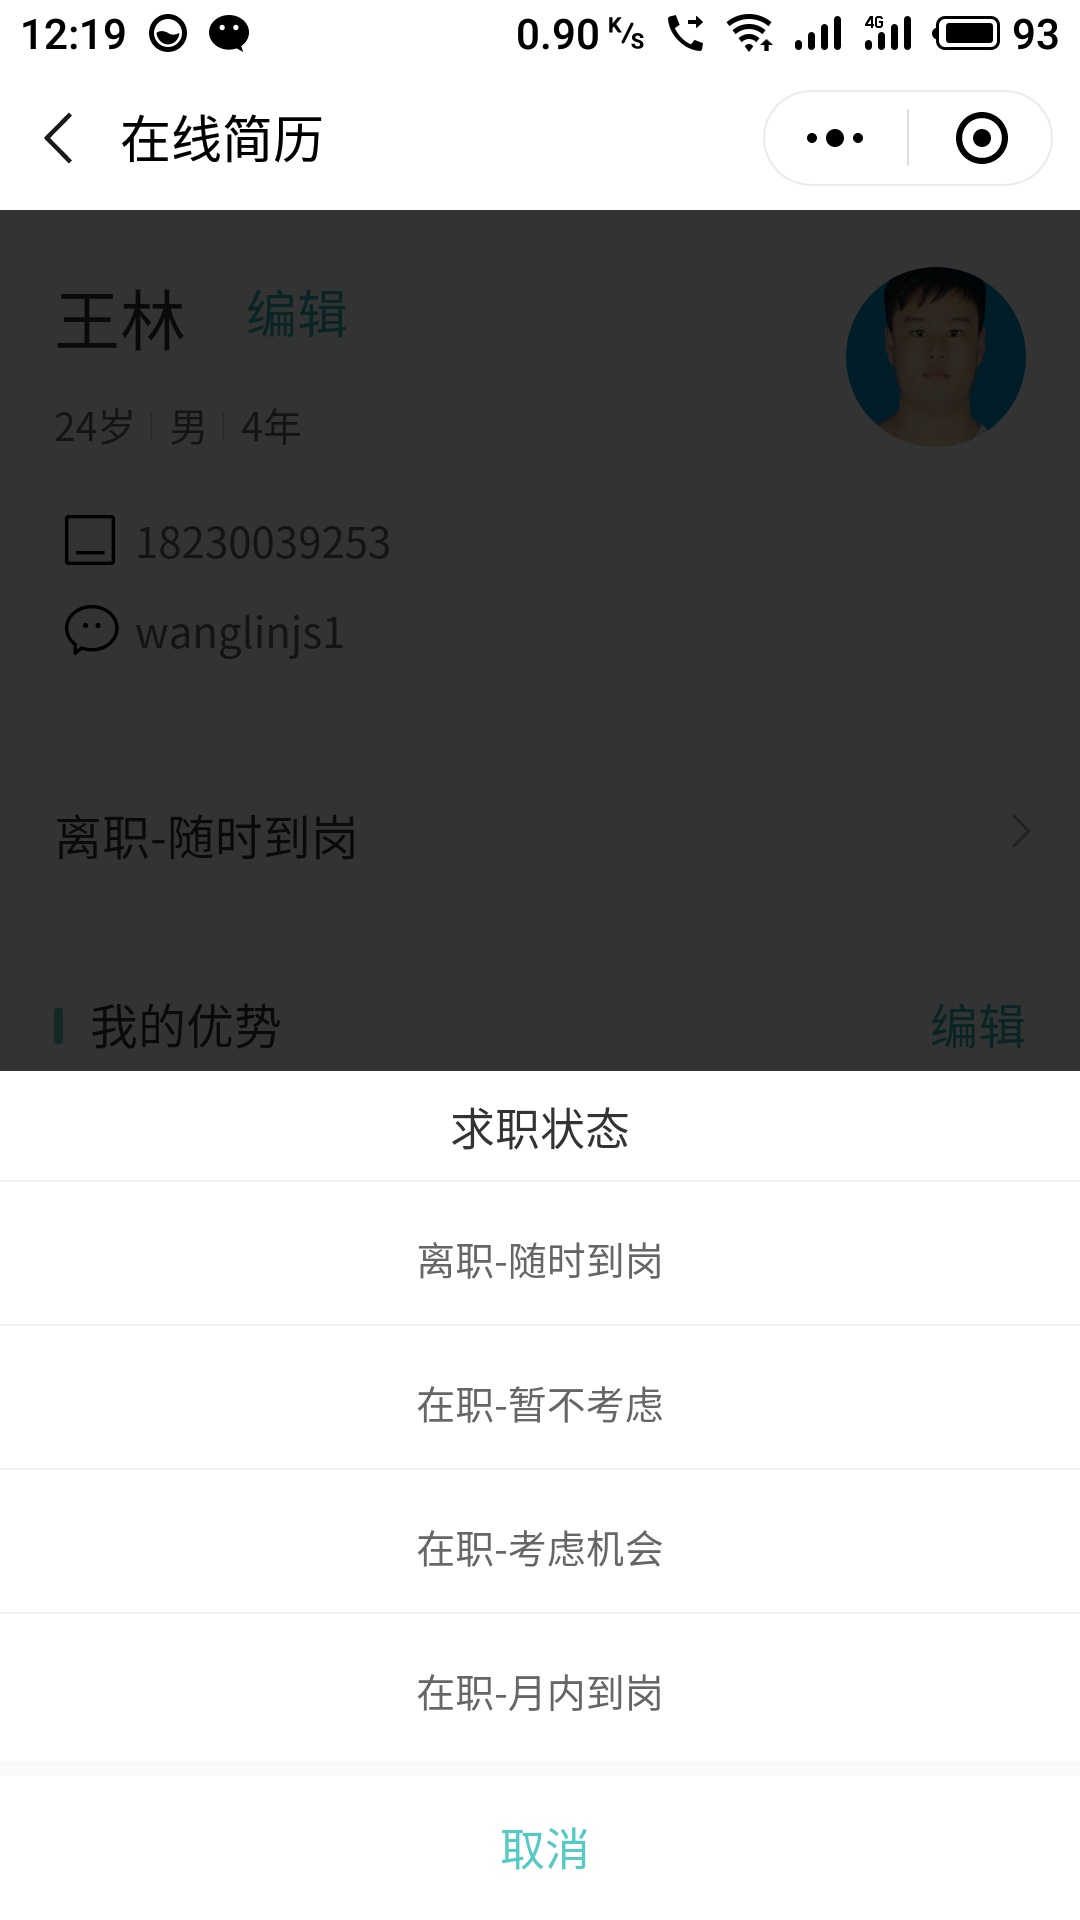 12:19 0.90 K/s 4G 93
在线简历
王林 编辑
24岁 男 4年
18230039253
wanglinjs1
离职-随时到岗
我的优势 编辑
求职状态
离职-随时到岗
在职-暂不考虑
在职-考虑机会
在职-月内到岗
取消